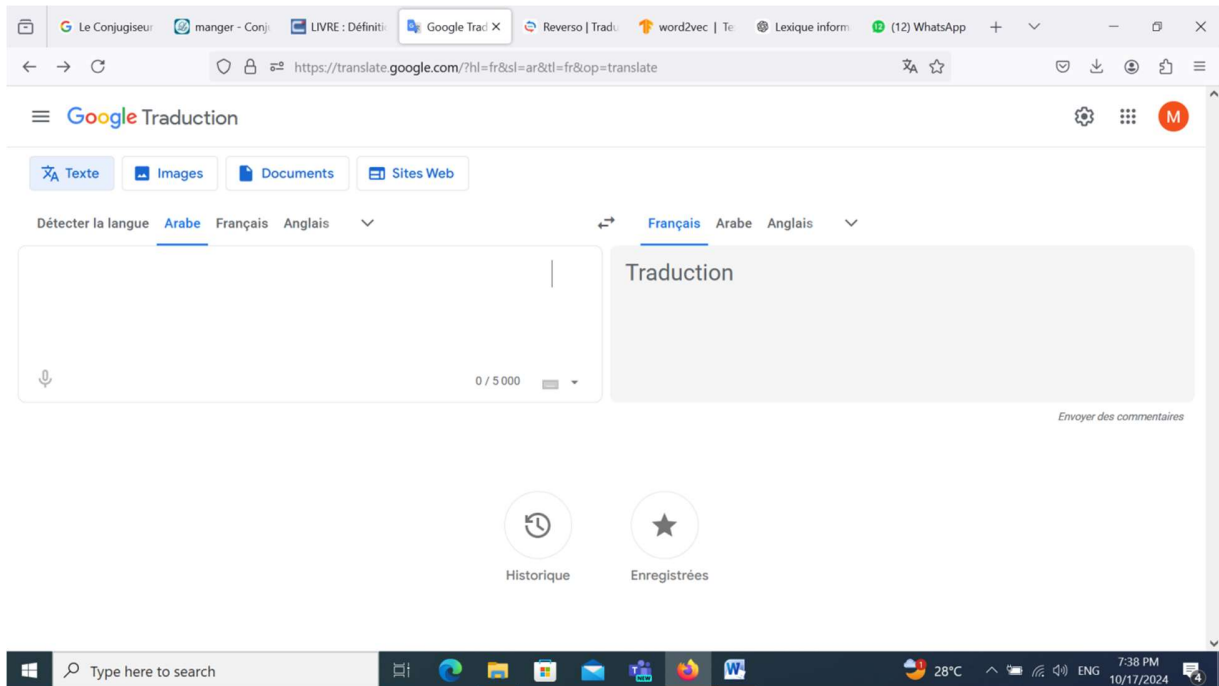 G Le Conjugiseur manger - Conj LIVRE : Définiti Google Trad Reverso | Tradu word2vec | Te Lexique inform (12) WhatsApp
https://translate.google.com/?hl=fr&sl=ar&tl=fr&op=translate
Google Traduction M
Texte Images Documents Sites Web
Détecter la langue Arabe Français Anglais Français Arabe Anglais
Traduction
0 / 5 000
Envoyer des commentaires
Historique Enregistrées
Type here to search NEW W 28°C ENG 7:38 PM
10/17/2024 4